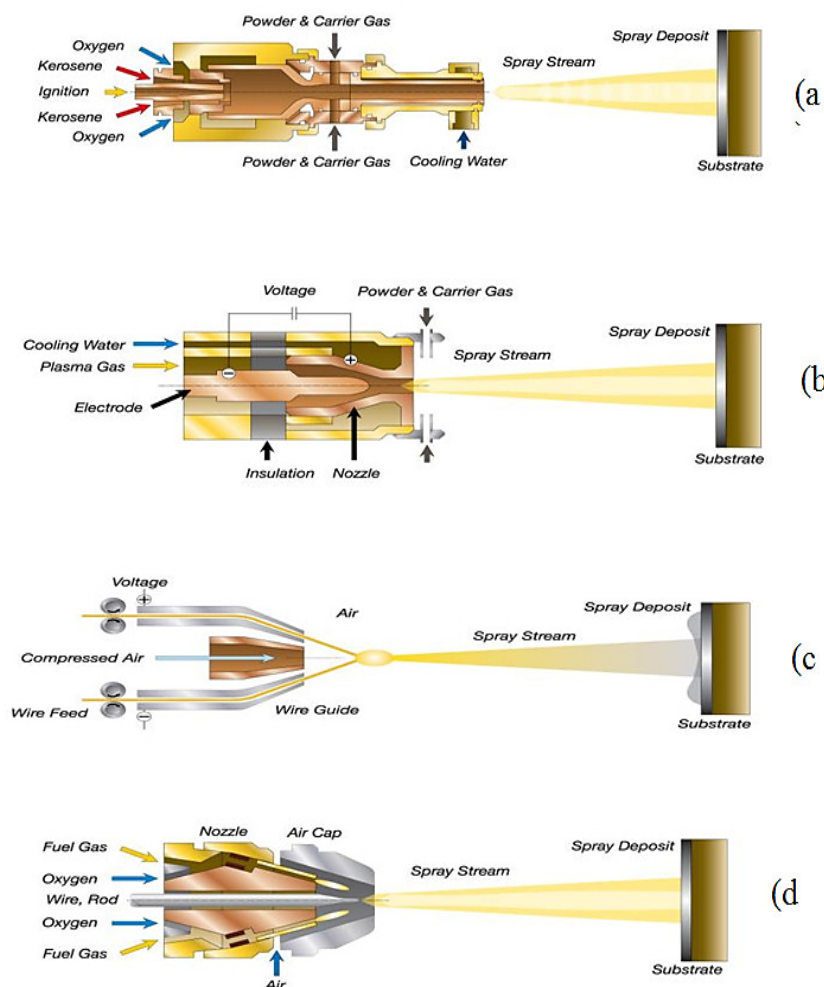 Powder & Carrier Gas
Oxygen
Kerosene
Ignition
Kerosene
Oxygen
Powder & Carrier Gas
Cooling Water
Spray Stream
Spray Deposit
Substrate
(a
Voltage
Powder & Carrier Gas
Cooling Water
Plasma Gas
Electrode
Insulation
Nozzle
Spray Stream
Spray Deposit
Substrate
(b
Voltage
+
Air
Compressed Air
Wire Feed
Wire Guide
Spray Stream
Spray Deposit
Substrate
(c
Nozzle
Air Cap
Fuel Gas
Oxygen
Wire, Rod
Oxygen
Fuel Gas
Air
Spray Stream
Spray Deposit
Substrate
(d